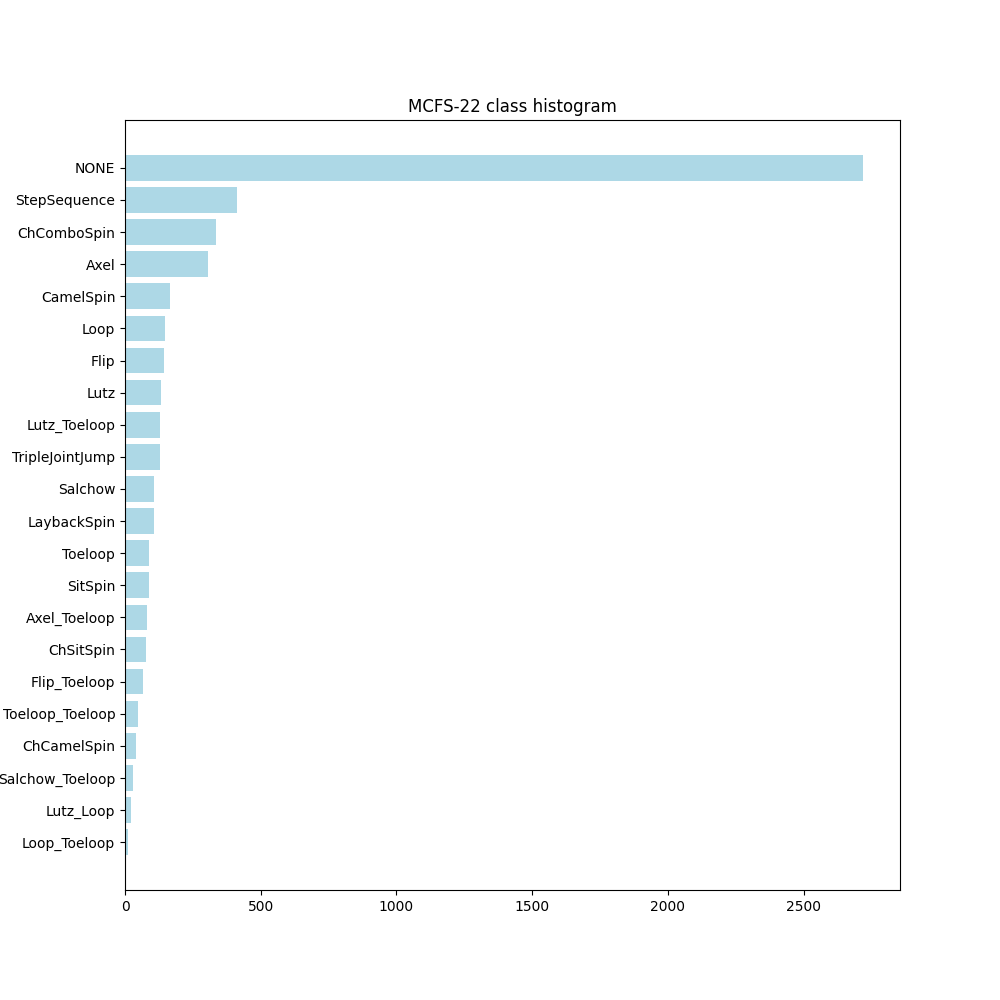 MCFS-22 class histogram
NONE
StepSequence
ChComboSpin
Axel
CamelSpin
Loop
Flip
Lutz
Lutz_Toeloop
TripleJointJump
Salchow
LaybackSpin
Toeloop
SitSpin
Axel_Toeloop
ChSitSpin
Flip_Toeloop
Toeloop_Toeloop
ChCamelSpin
Salchow_Toeloop
Lutz_Loop
Loop_Toeloop
0 500 1000 1500 2000 2500